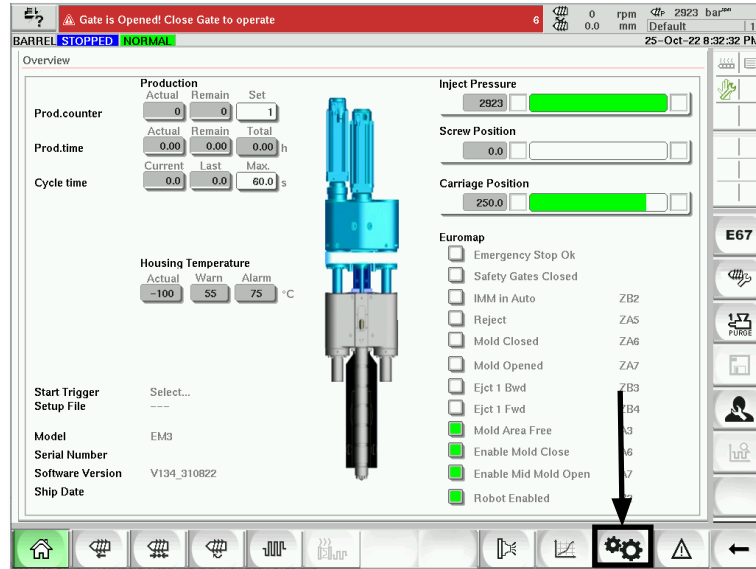 Gate is Opened! Close Gate to operate 6
0 rpm 2923 bar
0.0 mm Default 1
BARREL STOPPED NORMAL 25-Oct-22 8:32:32 PM
Overview
Production
Actual Remain Set
Prod.counter 0 0 1
Actual Remain Total
Prod.time 0.00 0.00 0.00 h
Current Last Max.
Cycle time 0.0 0.0 60.0 s
Housing Temperature
Actual Warn Alarm
-100 55 75 °C
Start Trigger Select...
Setup File ---
Model EM3
Serial Number
Software Version V134_310822
Ship Date
Inject Pressure
2923
Screw Position
0.0
Carriage Position
250.0
Euromap
Emergency Stop Ok
Safety Gates Closed
IMM in Auto ZB2
Reject ZA5
Mold Closed ZA6
Mold Opened ZA7
Ejct 1 Bwd ZB3
Ejct 1 Fwd ZB4
Mold Area Free A3
Enable Mold Close A6
Enable Mid Mold Open A7
Robot Enabled
E67
PURGE